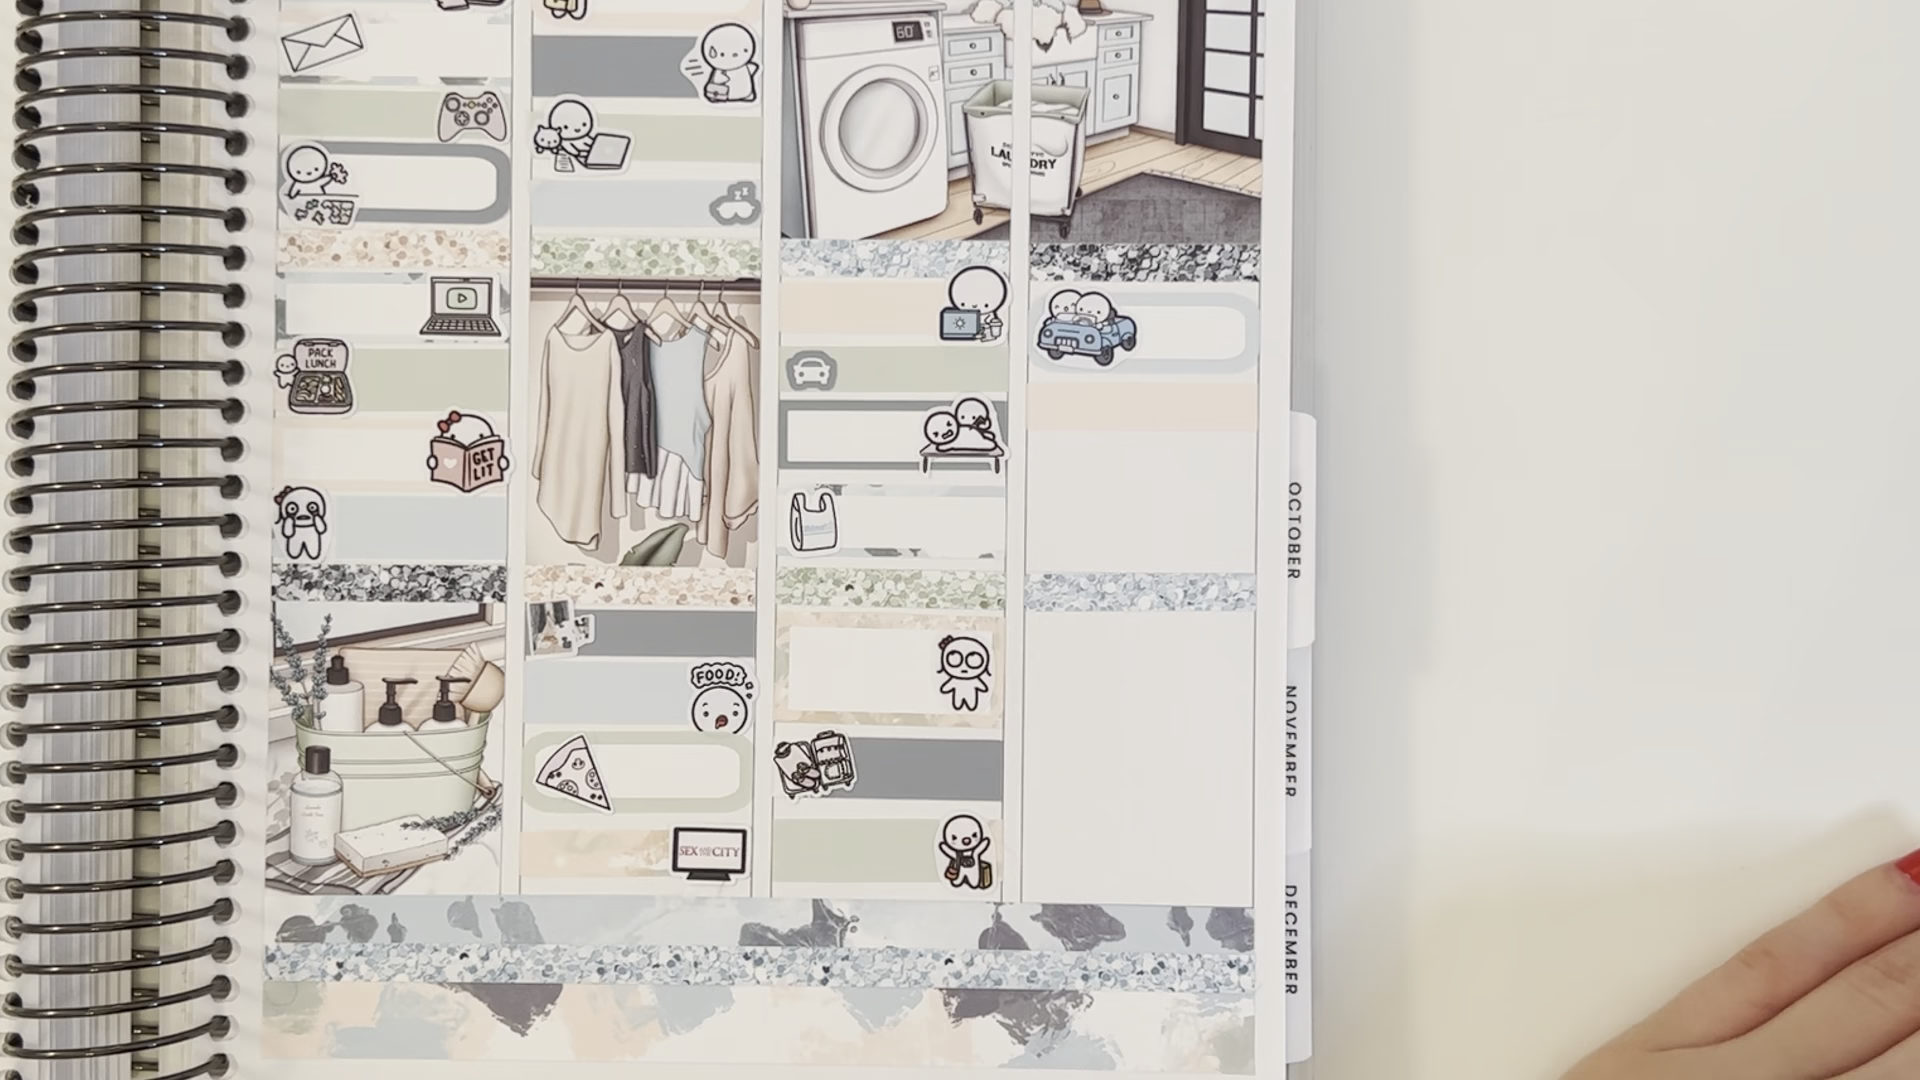 60'
LAUNDRY
PACK
LUNCH
GET
LIT
FOOD!
SEX AND THE CITY
OCTOBER
NOVEMBER
DECEMBER